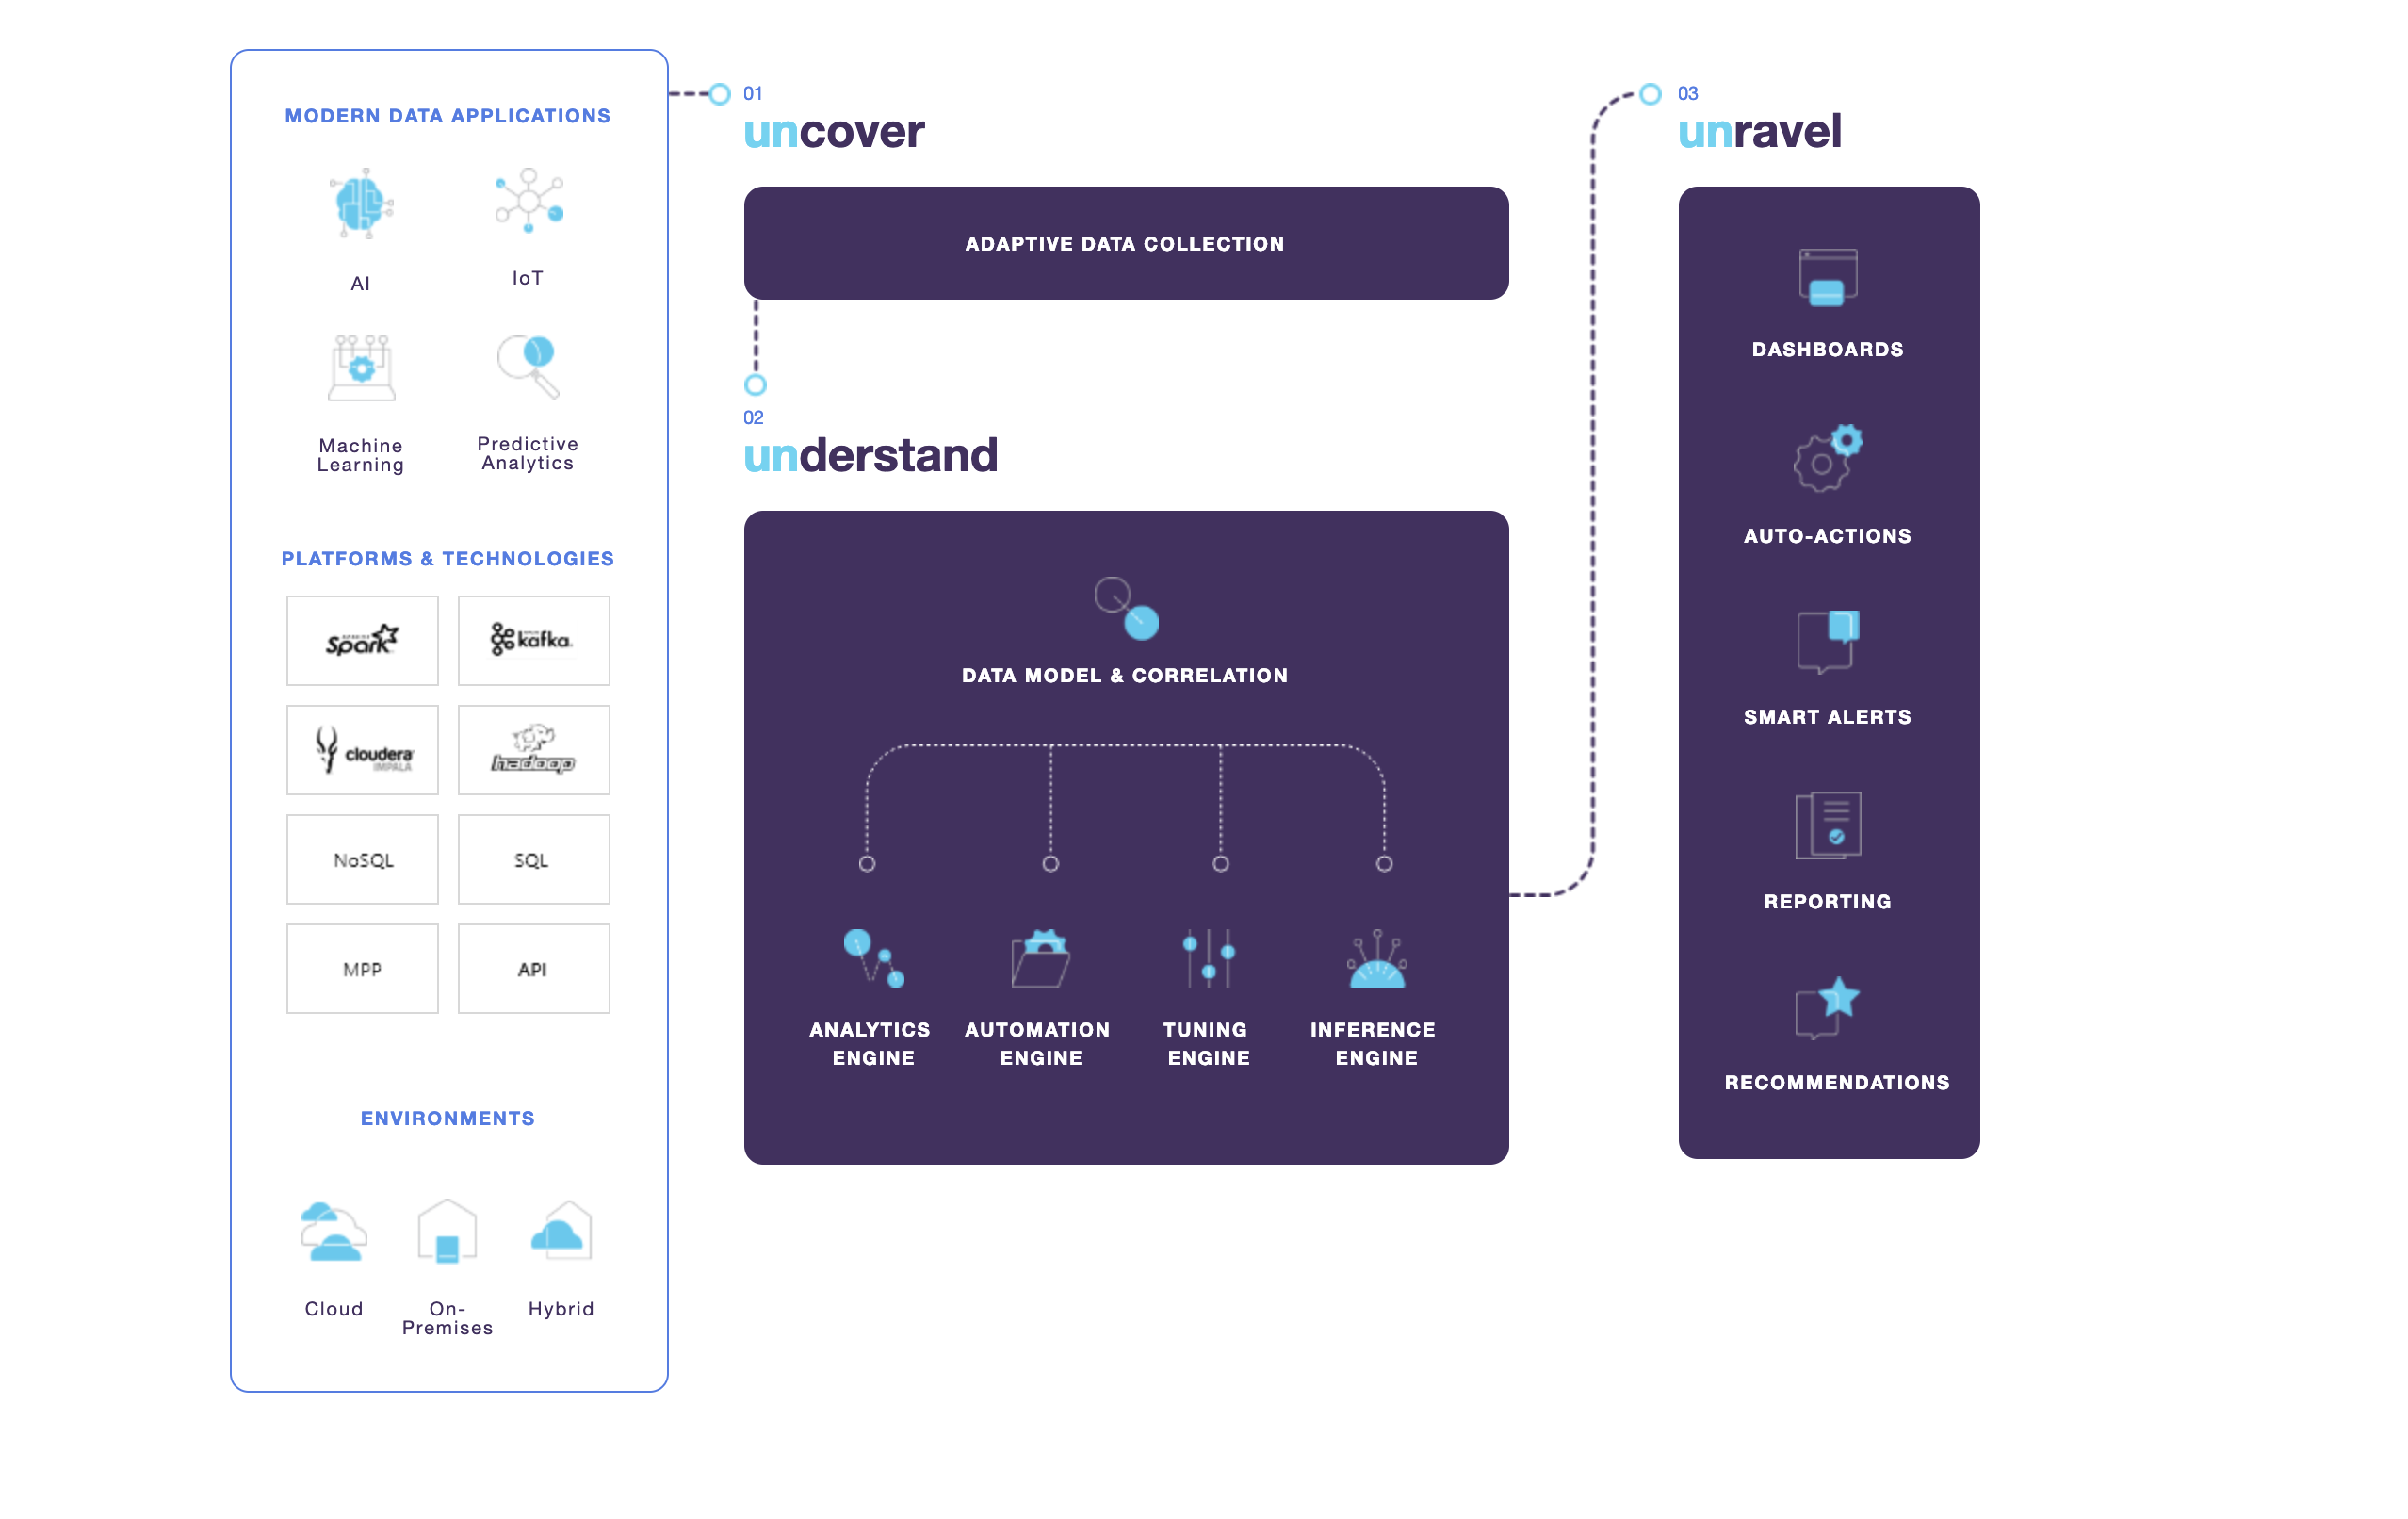 MODERN DATA APPLICATIONS
AI
IoT
Machine
Learning
Predictive
Analytics
PLATFORMS & TECHNOLOGIES
APACHE
Spark
kafka
cloudera
IMPALA
hadoop
NoSQL
SQL
MPP
API
ENVIRONMENTS
Cloud
On-
Premises
Hybrid
01
uncover
ADAPTIVE DATA COLLECTION
02
understand
DATA MODEL & CORRELATION
ANALYTICS
ENGINE
AUTOMATION
ENGINE
TUNING
ENGINE
INFERENCE
ENGINE
03
unravel
DASHBOARDS
AUTO-ACTIONS
SMART ALERTS
REPORTING
RECOMMENDATIONS